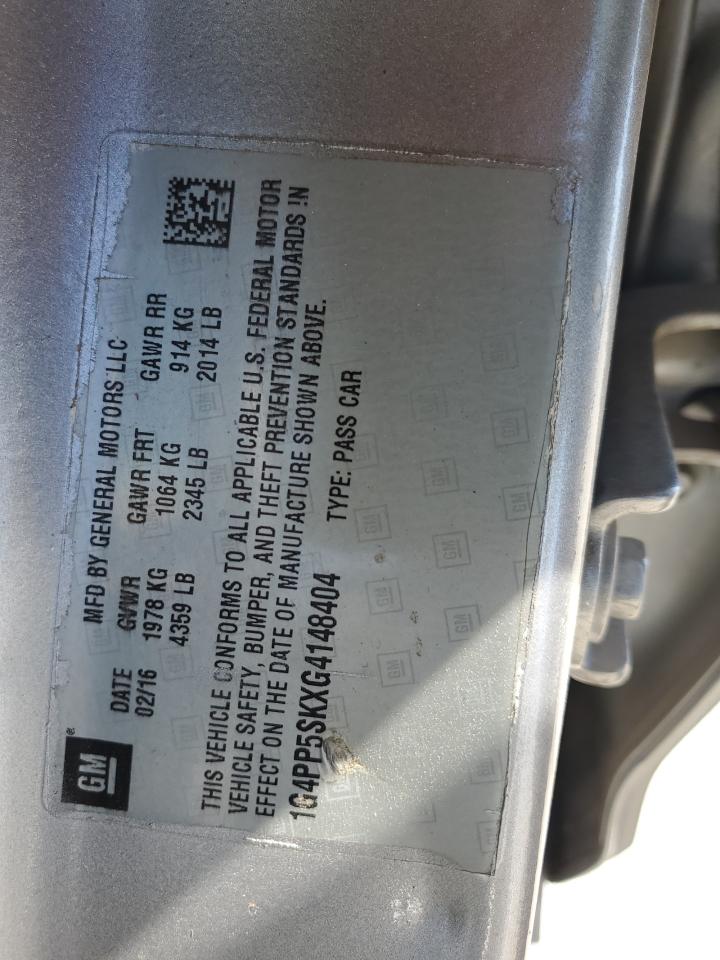 GM
MFD BY GENERAL MOTORS LLC
DATE GVWR GAWR FRT GAWR RR
02/16 1978 KG 1064 KG 914 KG
4359 LB 2345 LB 2014 LB
THIS VEHICLE CONFORMS TO ALL APPLICABLE U.S. FEDERAL MOTOR
VEHICLE SAFETY, BUMPER, AND THEFT PREVENTION STANDARDS IN
EFFECT ON THE DATE OF MANUFACTURE SHOWN ABOVE.
1G4PP5SKXG4148404 TYPE: PASS CAR